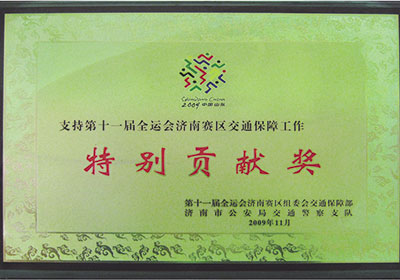 2009 中国山东
支持第十一届全运会济南赛区交通保障工作
特别贡献奖
第十一届全运会济南赛区组委会交通保障部
济南市公安局交通警察支队
2009年11月